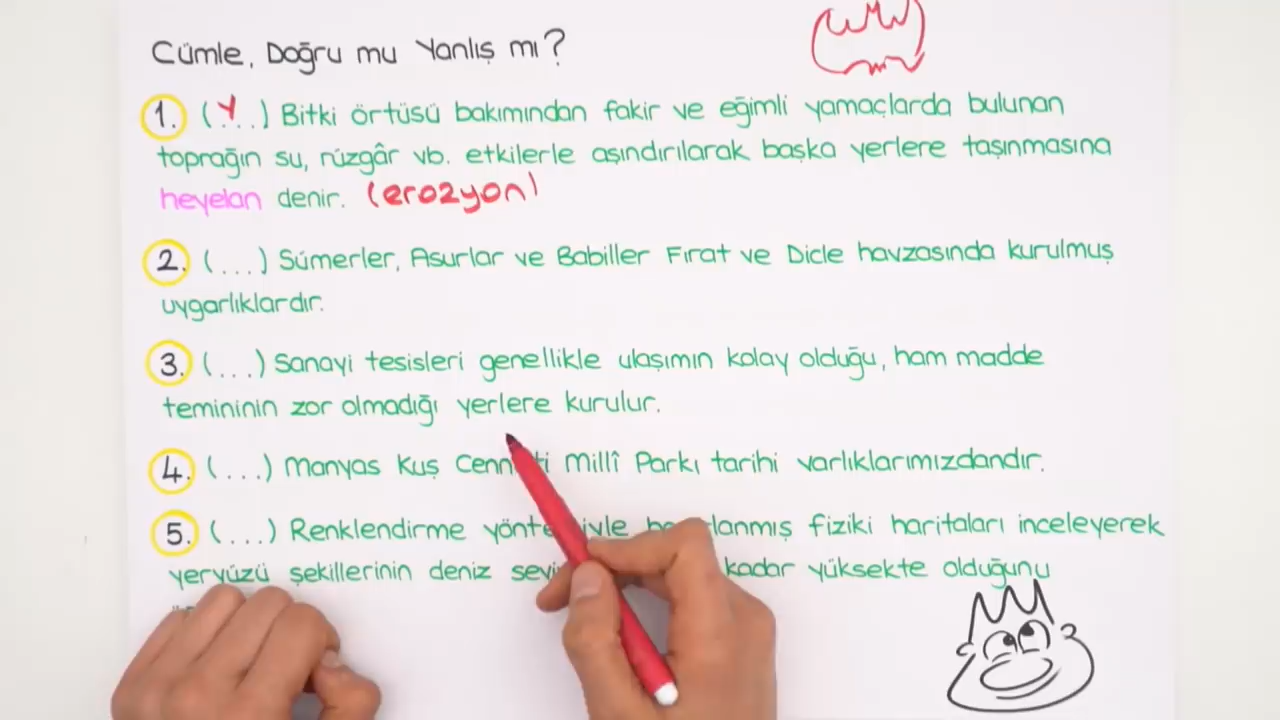 Cümle, Doğru mu Yanlış mı?
1. (.Y.) Bitki örtüsü bakımından fakir ve eğimli yamaçlarda bulunan
toprağın su, rüzgâr vb. etkilerle aşındırılarak başka yerlere taşınmasına
heyelan denir. (erozyon)
2. (...) Sümerler, Asurlar ve Babiller Fırat ve Dicle havzasında kurulmuş
uygarlıklardır.
3. (...) Sanayi tesisleri genellikle ulaşımın kolay olduğu, ham madde
temininin zor olmadığı yerlere kurulur.
4. (...) Manyas Kuş Millî Parkı tarihi varlıklarımızdandır.
5. (...) Renklendirme fiziki haritaları inceleyerek
yeryüzü şekillerinin deniz kadar yüksekte olduğunu